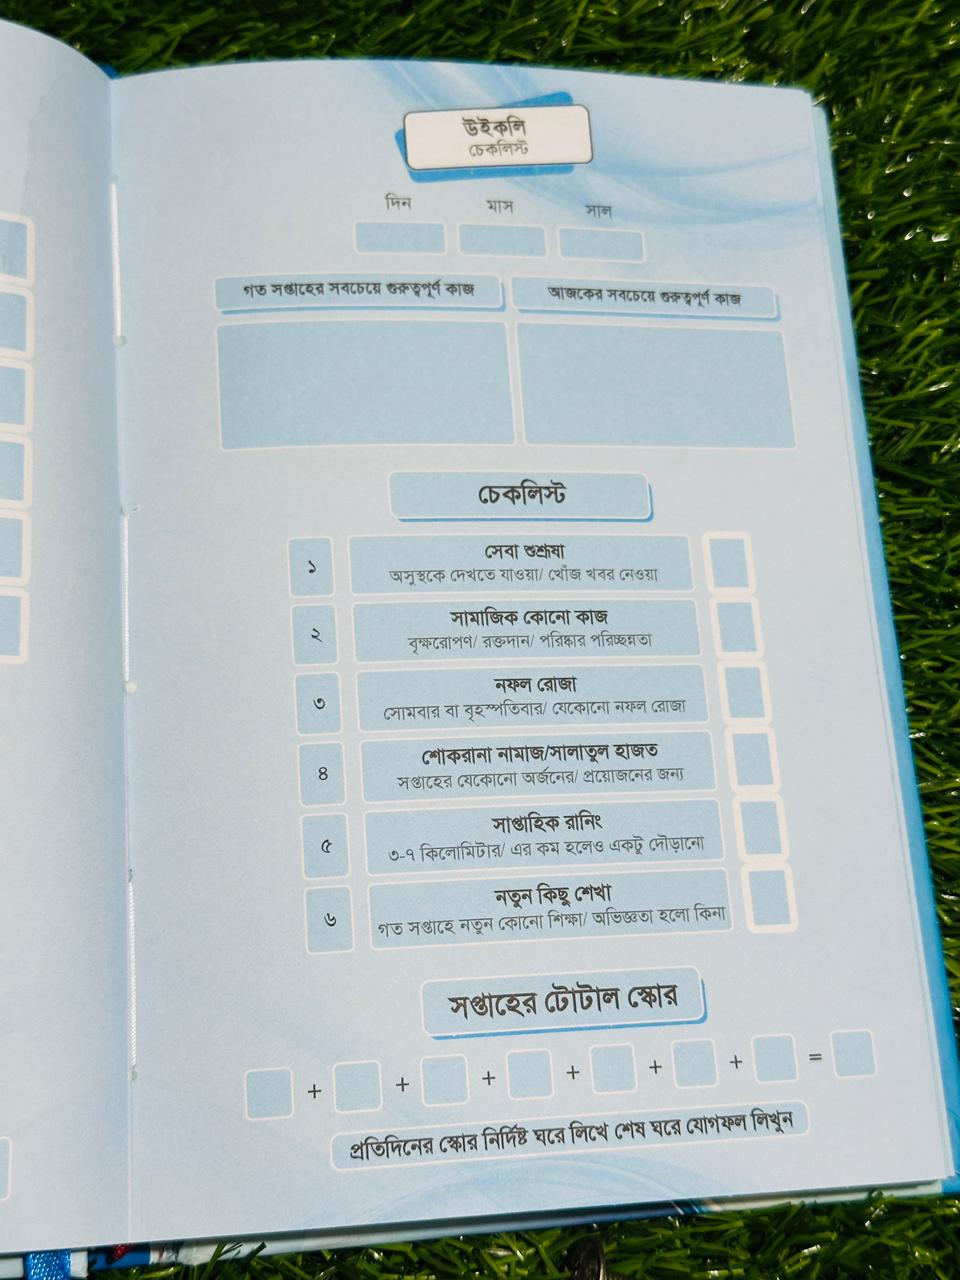 উইকলি
চেকলিস্ট
দিন মাস সাল
গত সপ্তাহের সবচেয়ে গুরুত্বপূর্ণ কাজ
আজকের সবচেয়ে গুরুত্বপূর্ণ কাজ
চেকলিস্ট
১
সেবা শুশ্রূষা
অসুস্থকে দেখতে যাওয়া/ খোঁজ খবর নেওয়া
২
সামাজিক কোনো কাজ
বৃক্ষরোপণ/ রক্তদান/ পরিষ্কার পরিচ্ছন্নতা
৩
নফল রোজা
সোমবার বা বৃহস্পতিবার/ যেকোনো নফল রোজা
৪
শোকরানা নামাজ/সালাতুল হাজত
সপ্তাহের যেকোনো অর্জনের/ প্রয়োজনের জন্য
৫
সাপ্তাহিক রানিং
৩-৭ কিলোমিটার/ এর কম হলেও একটু দৌড়ানো
৬
নতুন কিছু শেখা
গত সপ্তাহে নতুন কোনো শিক্ষা/ অভিজ্ঞতা হলো কিনা
সপ্তাহের টোটাল স্কোর
+ + + + + + =
প্রতিদিনের স্কোর নির্দিষ্ট ঘরে লিখে শেষ ঘরে যোগফল লিখুন